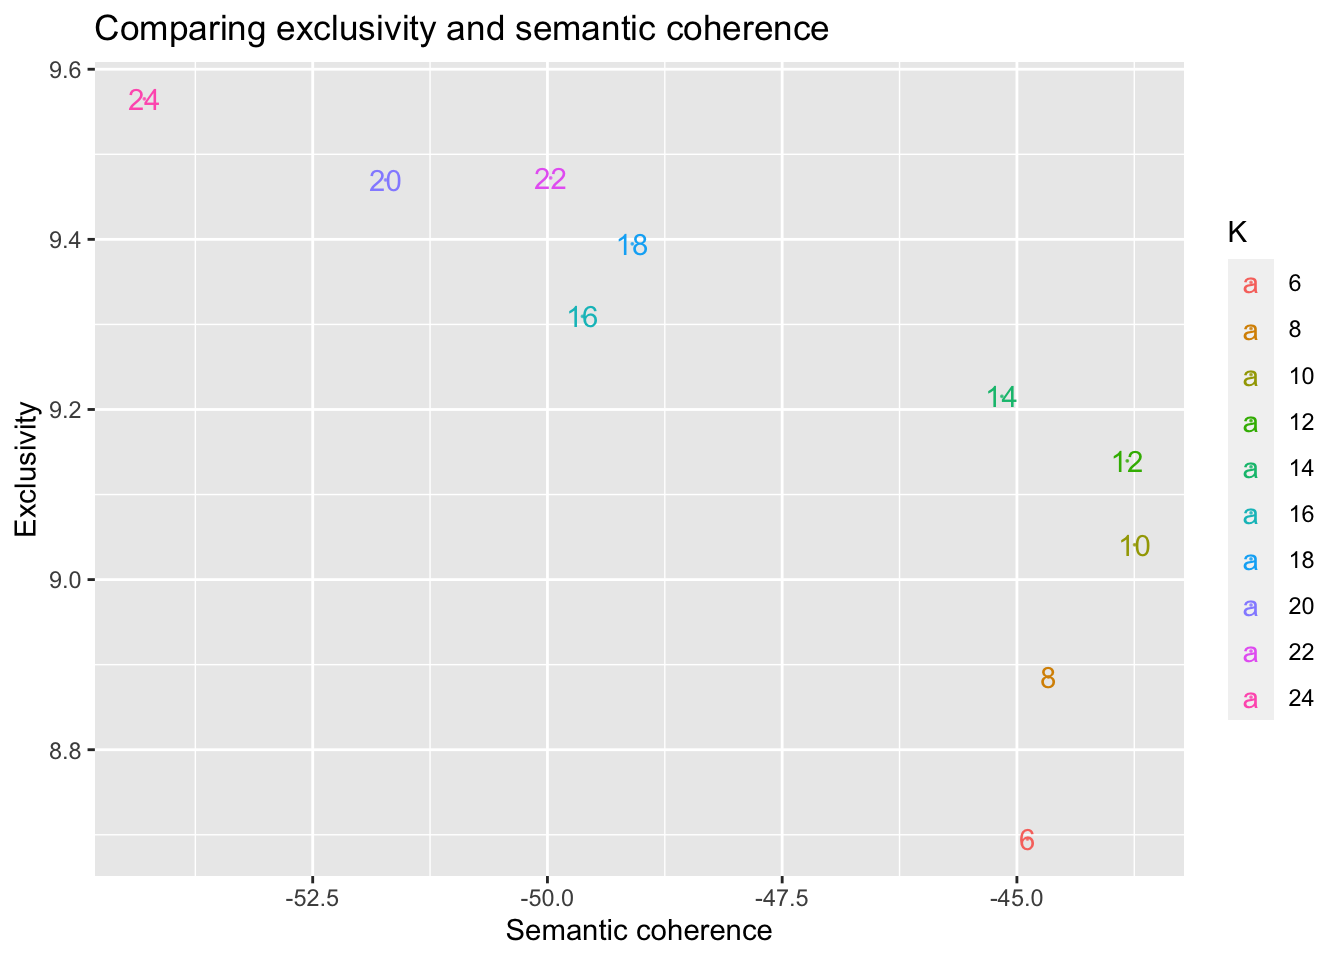 Comparing exclusivity and semantic coherence
9.6
24
20
22
9.4
18
16
K
6
8
9.2
14
10
12
12
14
Exclusivity
10
16
9.0
18
20
8
22
24
8.8
6
-52.5
-50.0
-47.5
-45.0
Semantic coherence
a
a
a
a
a
a
a
a
a
a